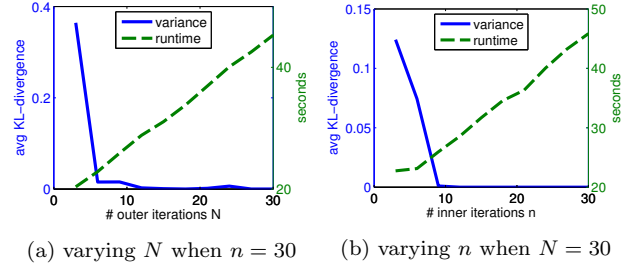 variance
runtime
avg KL-divergence
0.4
0.2
0
40
20
seconds
0 10 20 30
# outer iterations N
(a) varying N when n = 30
variance
runtime
avg KL-divergence
0.15
0.1
0.05
0
50
40
30
20
seconds
0 10 20 30
# inner iterations n
(b) varying n when N = 30